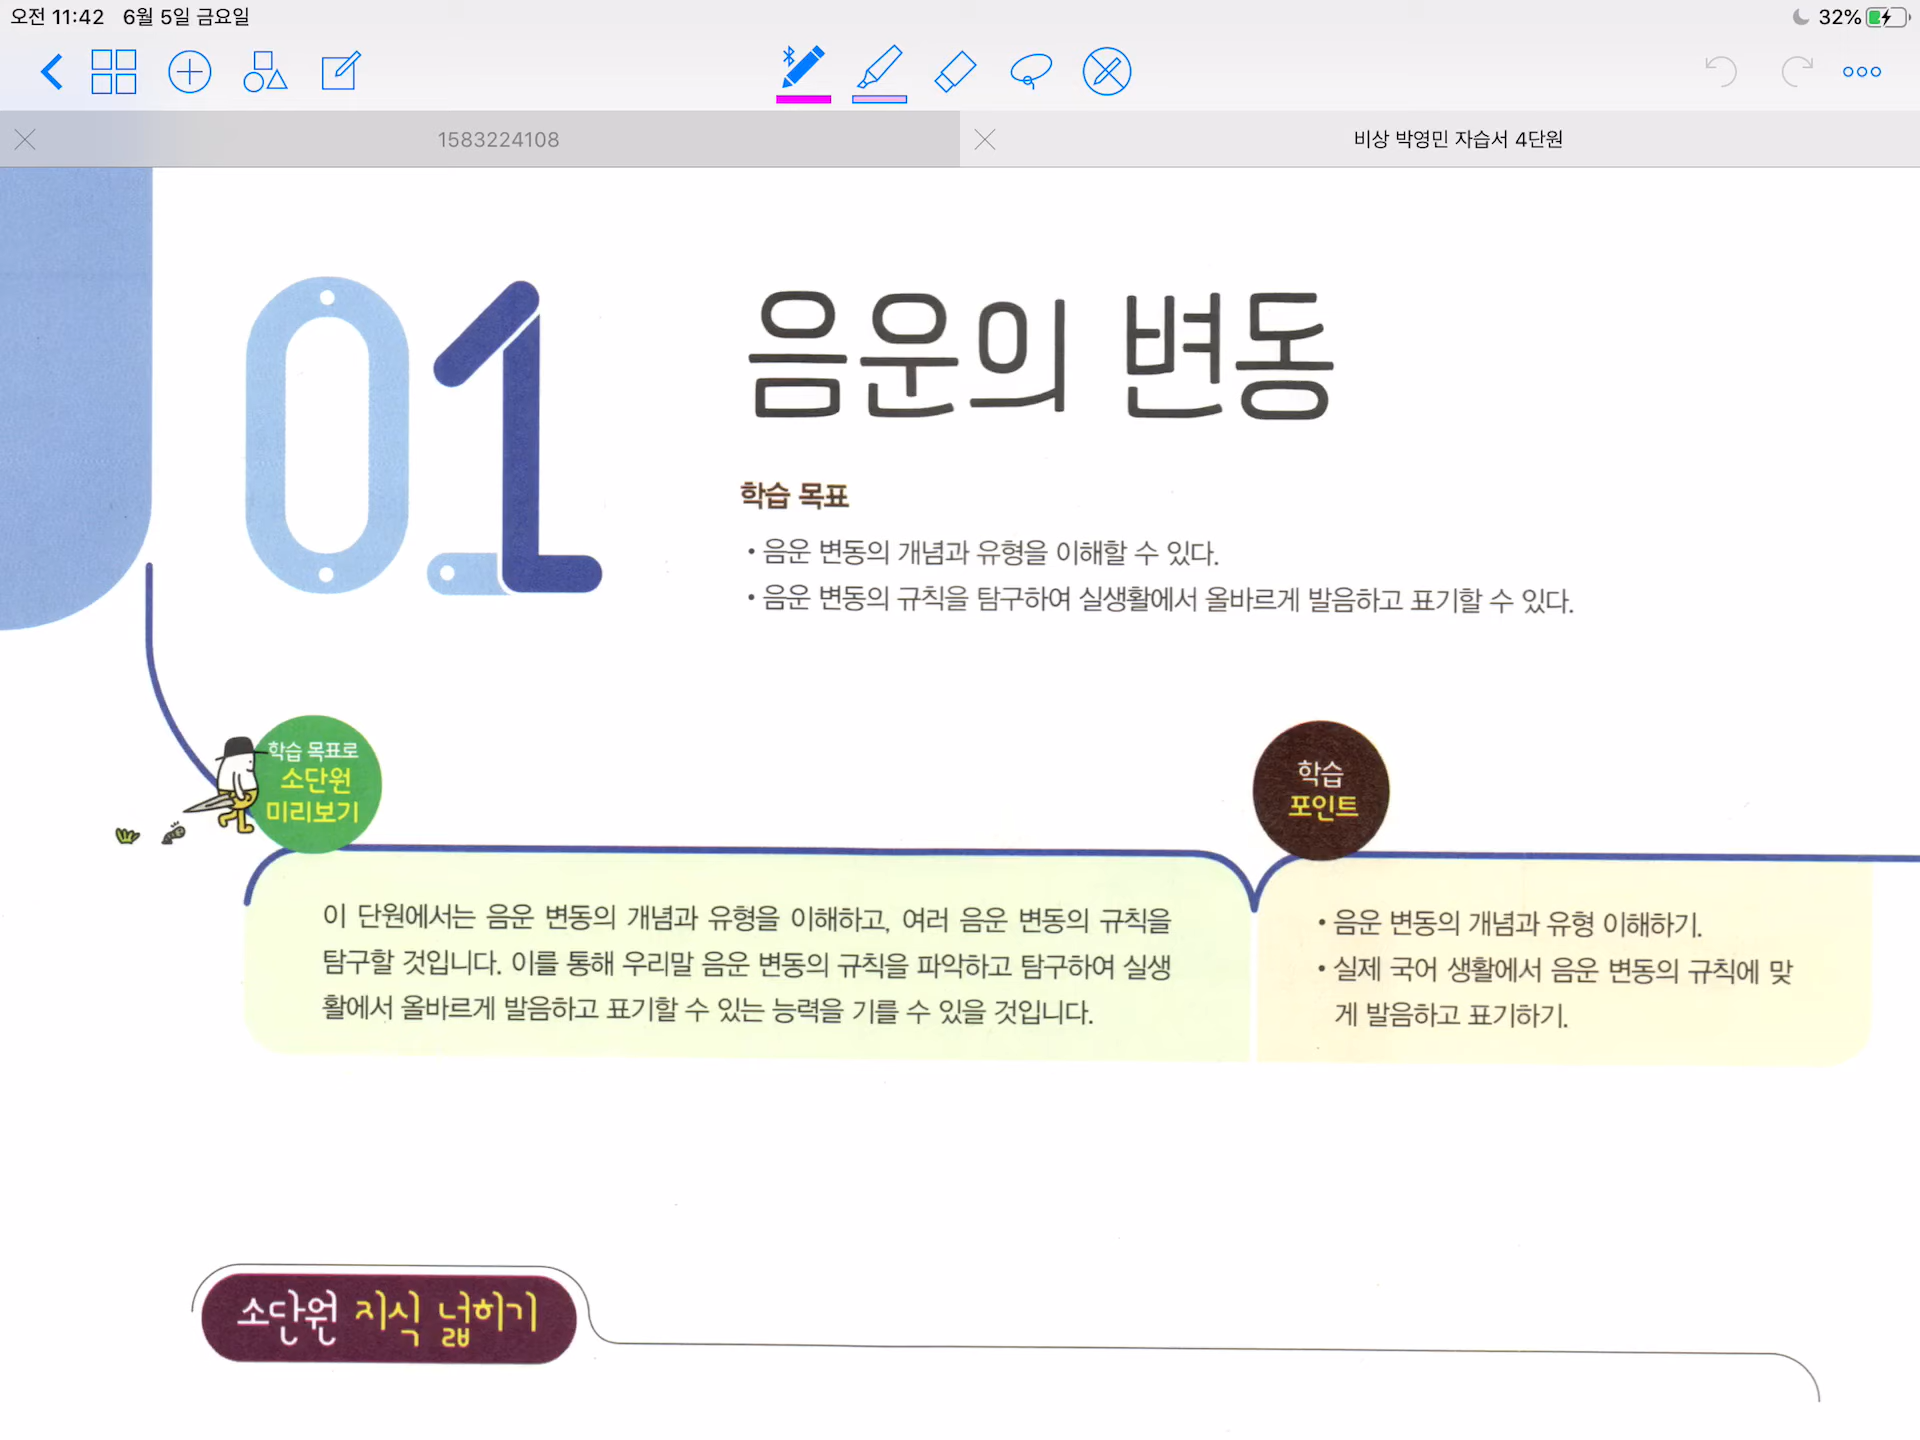 오전 11:42 6월 5일 금요일
32%
1583224108
비상 박영민 자습서 4단원
01
음운의 변동
학습 목표
• 음운 변동의 개념과 유형을 이해할 수 있다.
• 음운 변동의 규칙을 탐구하여 실생활에서 올바르게 발음하고 표기할 수 있다.
학습 목표로
소단원
미리보기
이 단원에서는 음운 변동의 개념과 유형을 이해하고, 여러 음운 변동의 규칙을
탐구할 것입니다. 이를 통해 우리말 음운 변동의 규칙을 파악하고 탐구하여 실생
활에서 올바르게 발음하고 표기할 수 있는 능력을 기를 수 있을 것입니다.
학습
포인트
• 음운 변동의 개념과 유형 이해하기.
• 실제 국어 생활에서 음운 변동의 규칙에 맞
게 발음하고 표기하기.
소단원 지식 넓히기